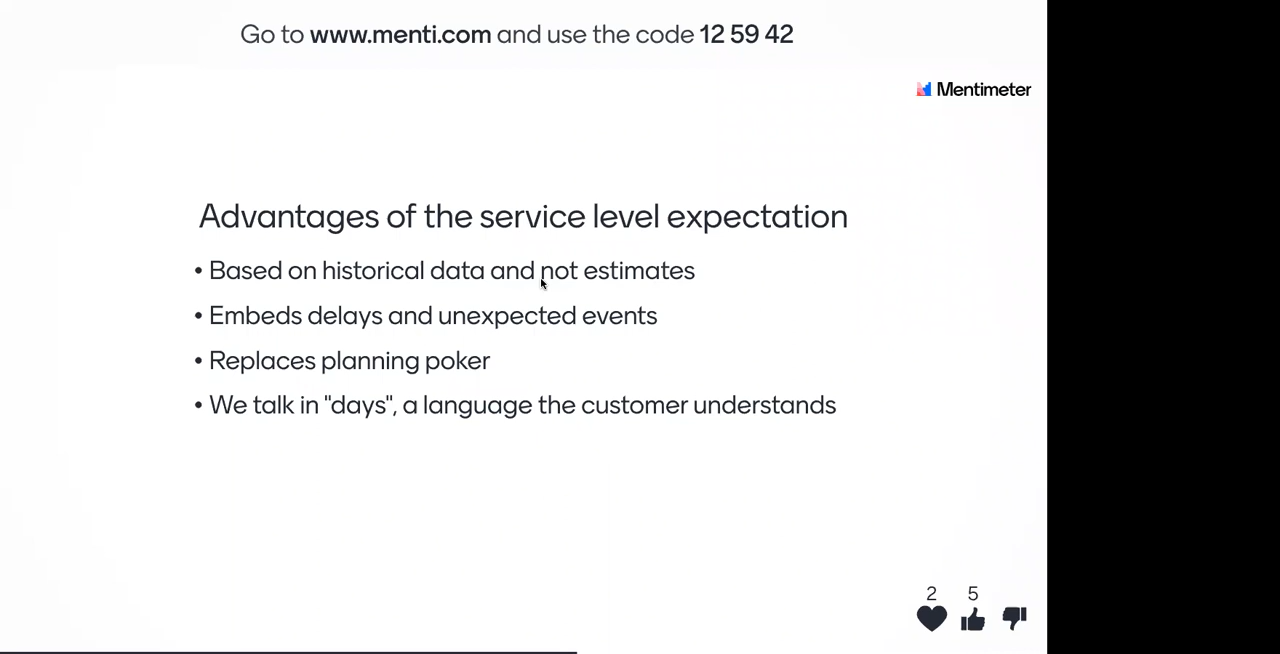 Go to www.menti.com and use the code 12 59 42
Mentimeter
Advantages of the service level expectation
• Based on historical data and not estimates
• Embeds delays and unexpected events
• Replaces planning poker
• We talk in "days", a language the customer understands
2 5